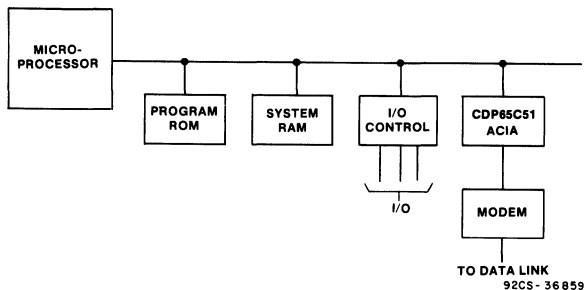 MICRO-
PROCESSOR
PROGRAM
ROM
SYSTEM
RAM
I/O
CONTROL
CDP65C51
ACIA
I/O
MODEM
TO DATA LINK
92CS-36859